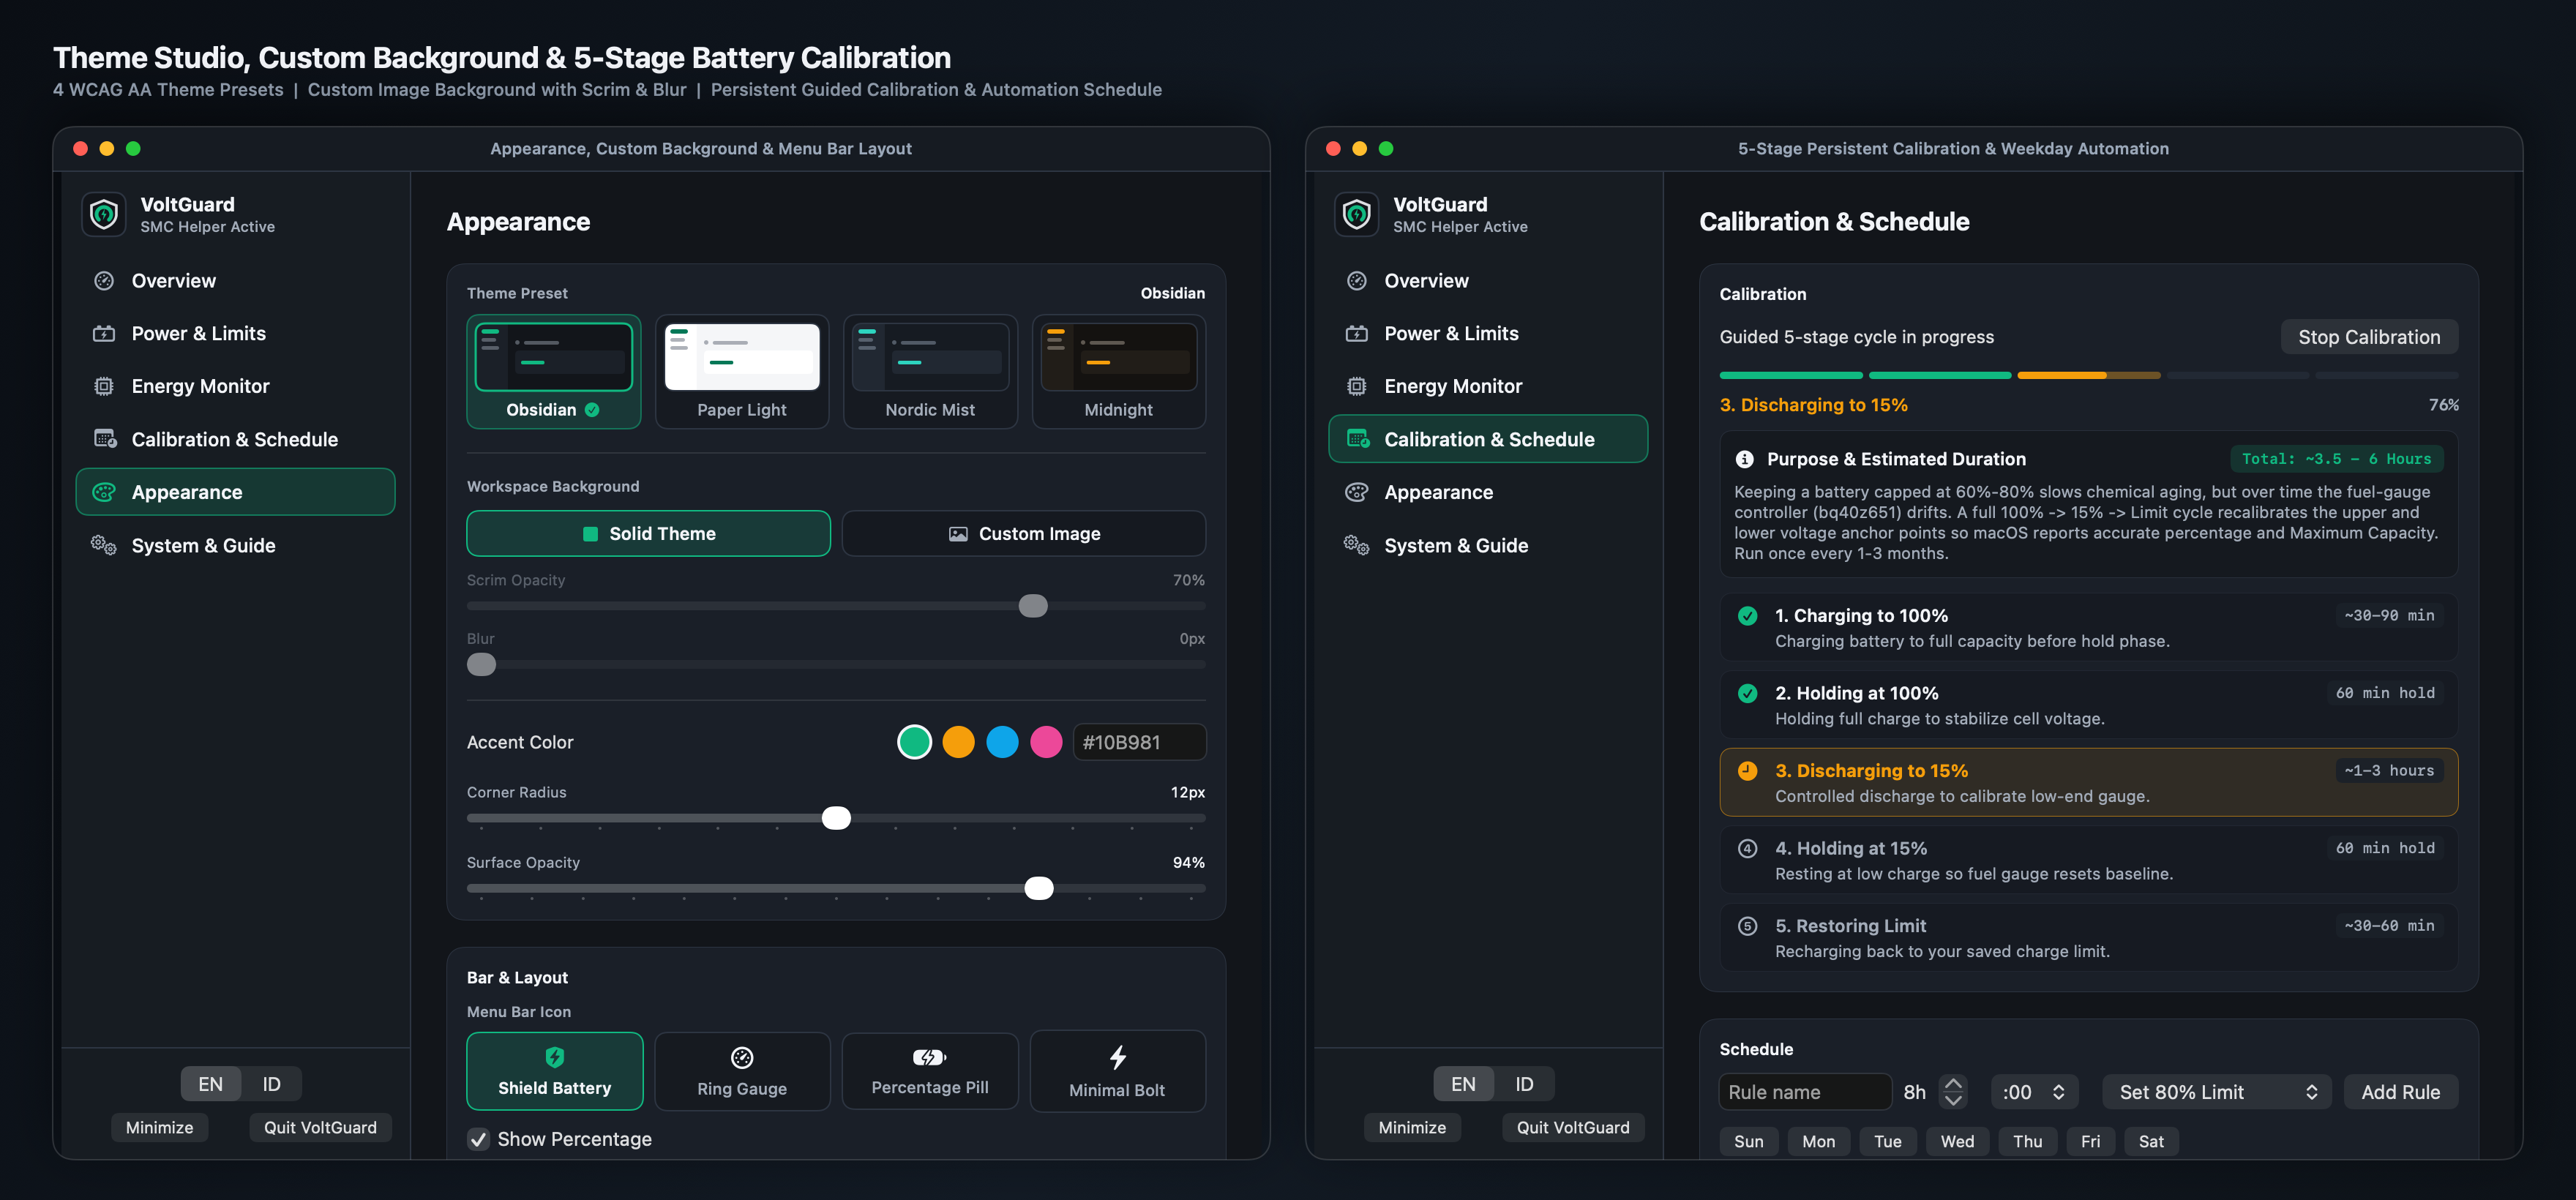 Theme Studio, Custom Background & 5-Stage Battery Calibration
4 WCAG AA Theme Presets | Custom Image Background with Scrim & Blur | Persistent Guided Calibration & Automation Schedule
Appearance, Custom Background & Menu Bar Layout
VoltGuard
SMC Helper Active
Overview
Power & Limits
Energy Monitor
Calibration & Schedule
Appearance
System & Guide
EN ID
Minimize Quit VoltGuard
Appearance
Theme Preset Obsidian
Obsidian Paper Light Nordic Mist Midnight
Workspace Background
Solid Theme Custom Image
Scrim Opacity 70%
Blur 0px
Accent Color #10B981
Corner Radius 12px
Surface Opacity 94%
Bar & Layout
Menu Bar Icon
Shield Battery Ring Gauge Percentage Pill Minimal Bolt
Show Percentage
5-Stage Persistent Calibration & Weekday Automation
VoltGuard
SMC Helper Active
Overview
Power & Limits
Energy Monitor
Calibration & Schedule
Appearance
System & Guide
EN ID
Minimize Quit VoltGuard
Calibration & Schedule
Calibration
Guided 5-stage cycle in progress Stop Calibration
3. Discharging to 15% 76%
Purpose & Estimated Duration Total: ~3.5 – 6 Hours
Keeping a battery capped at 60%-80% slows chemical aging, but over time the fuel-gauge
controller (bq40z651) drifts. A full 100% -> 15% -> Limit cycle recalibrates the upper and
lower voltage anchor points so macOS reports accurate percentage and Maximum Capacity.
Run once every 1-3 months.
1. Charging to 100% ~30–90 min
Charging battery to full capacity before hold phase.
2. Holding at 100% 60 min hold
Holding full charge to stabilize cell voltage.
3. Discharging to 15% ~1–3 hours
Controlled discharge to calibrate low-end gauge.
4 4. Holding at 15% 60 min hold
Resting at low charge so fuel gauge resets baseline.
5 5. Restoring Limit ~30–60 min
Recharging back to your saved charge limit.
Schedule
Rule name 8h :00 Set 80% Limit Add Rule
Sun Mon Tue Wed Thu Fri Sat